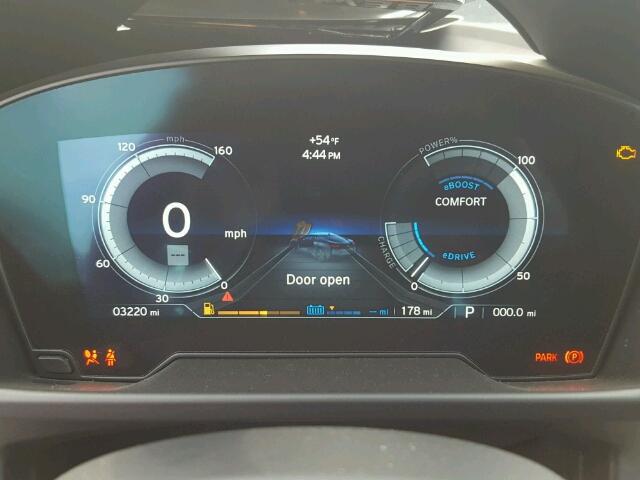 +54°F
4:44 PM
120 mph 160
90
60
30
0
0 mph
---
POWER%
100
eBOOST
COMFORT
CHARGE
eDRIVE
50
0
Door open
03220 mi
-- mi
178 mi
P
000.0 mi
PARK (P)